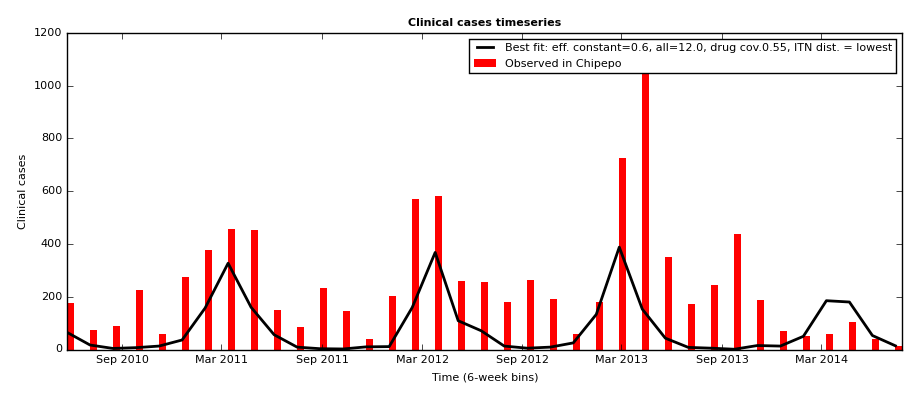 Clinical cases timeseries
1200
1000
800
600
400
200
0
Clinical cases
Best fit: eff. constant=0.6, all=12.0, drug cov.0.55, ITN dist. = lowest
Observed in Chipepo
Sep 2010 Mar 2011 Sep 2011 Mar 2012 Sep 2012 Mar 2013 Sep 2013 Mar 2014
Time (6-week bins)